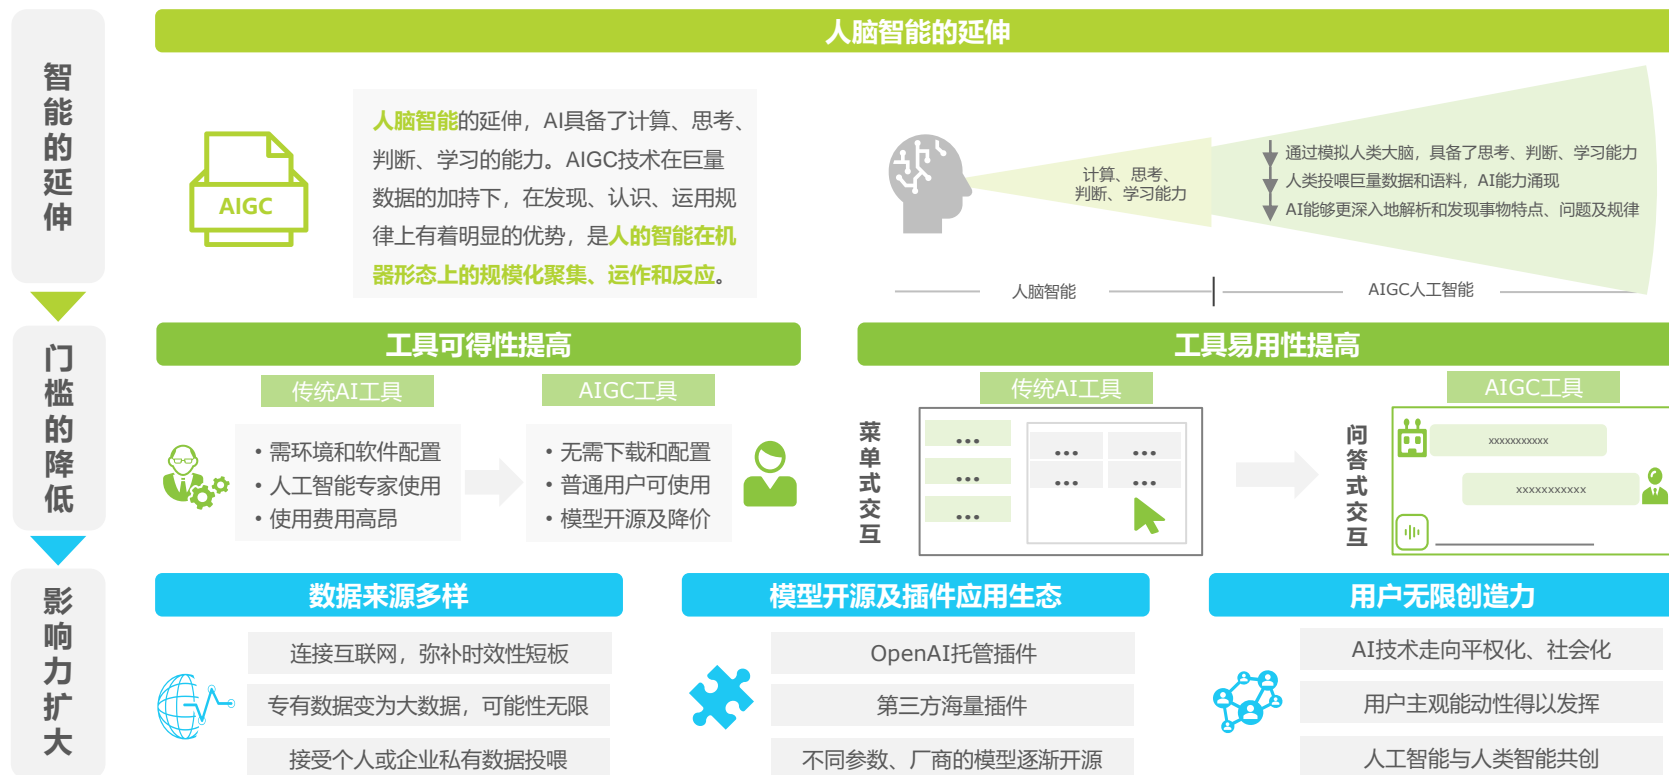 智能的延伸
人脑智能的延伸
AIGC
人脑智能的延伸，AI具备了计算、思考、
判断、学习的能力。AIGC技术在巨量
数据的加持下，在发现、认识、运用规
律上有着明显的优势，是人的智能在机
器形态上的规模化聚集、运作和反应。
计算、思考、
判断、学习能力
通过模拟人类大脑，具备了思考、判断、学习能力
人类投喂巨量数据和语料，AI能力涌现
AI能够更深入地解析和发现事物特点、问题及规律
人脑智能
AIGC人工智能
门槛的降低
工具可得性提高
传统AI工具
• 需环境和软件配置
• 人工智能专家使用
• 使用费用高昂
AIGC工具
• 无需下载和配置
• 普通用户可使用
• 模型开源及降价
工具易用性提高
菜单式交互
传统AI工具
...
...
...
... ...
... ...
问答式交互
AIGC工具
xxxxxxxxxxx
xxxxxxxxxxx
影响力扩大
数据来源多样
连接互联网，弥补时效性短板
专有数据变为大数据，可能性无限
接受个人或企业私有数据投喂
模型开源及插件应用生态
OpenAI托管插件
第三方海量插件
不同参数、厂商的模型逐渐开源
用户无限创造力
AI技术走向平权化、社会化
用户主观能动性得以发挥
人工智能与人类智能共创